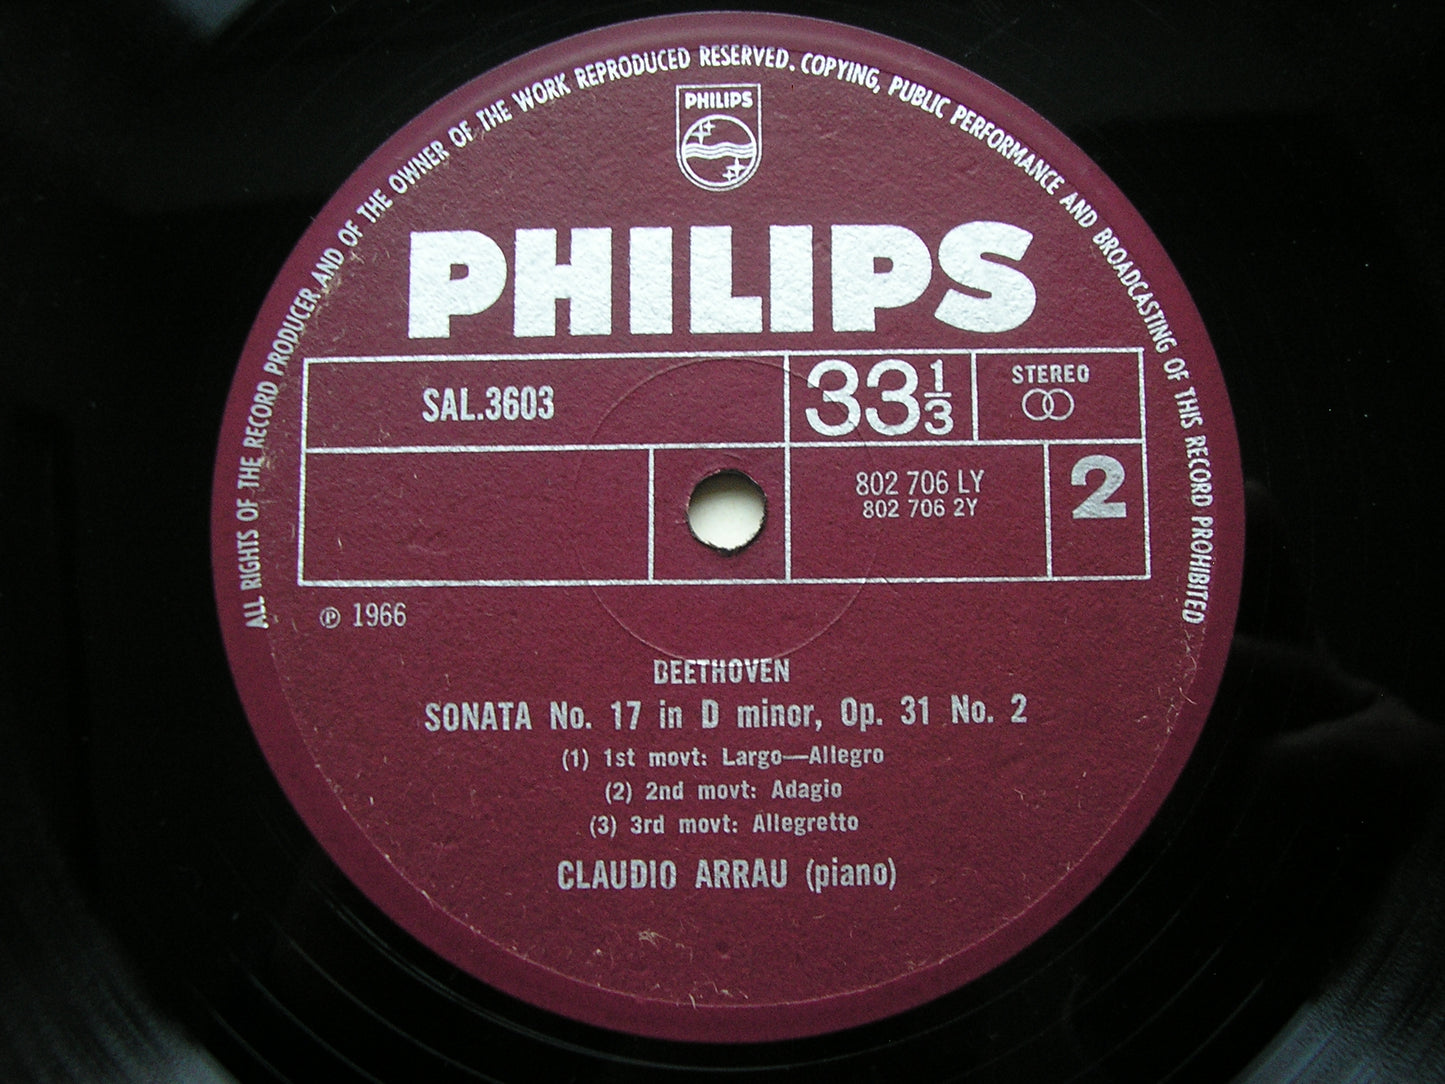 ALL RIGHTS OF THE RECORD PRODUCER AND OF THE OWNER OF THE WORK REPRODUCED RESERVED. COPYING, PUBLIC PERFORMANCE AND BROADCASTING OF THIS RECORD PROHIBITED
PHILIPS
PHILIPS
SAL.3603
33 1/3
STEREO
802 706 LY
802 706 2Y
2
℗ 1966
BEETHOVEN
SONATA No. 17 in D minor, Op. 31 No. 2
(1) 1st movt: Largo—Allegro
(2) 2nd movt: Adagio
(3) 3rd movt: Allegretto
CLAUDIO ARRAU (piano)